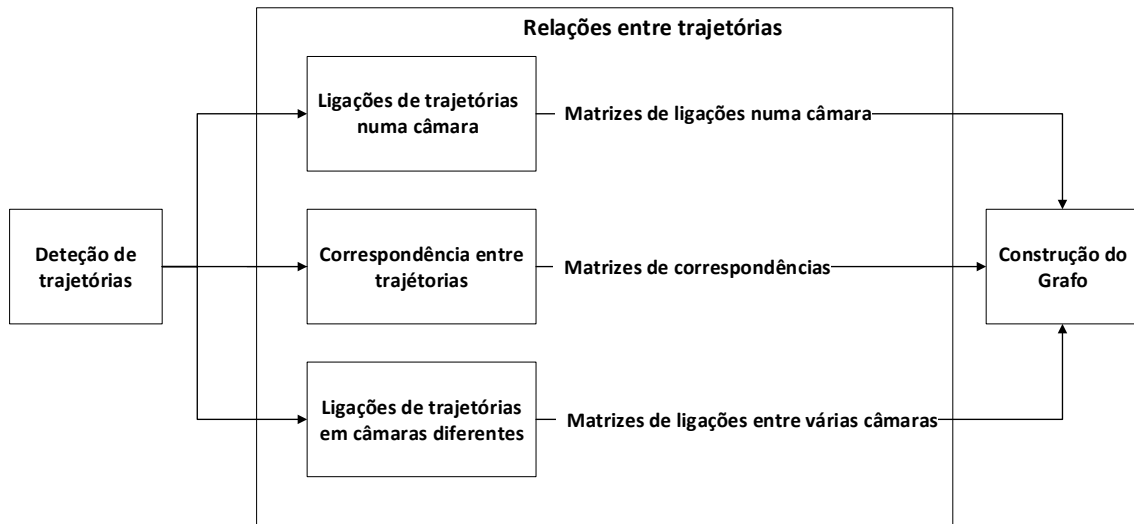 Relações entre trajetórias
Ligações de trajetórias
numa câmara
Matrizes de ligações numa câmara
Deteção de
trajetórias
Correspondência entre
trajétorias
Matrizes de correspondências
Construção do
Grafo
Ligações de trajetórias
em câmaras diferentes
Matrizes de ligações entre várias câmaras